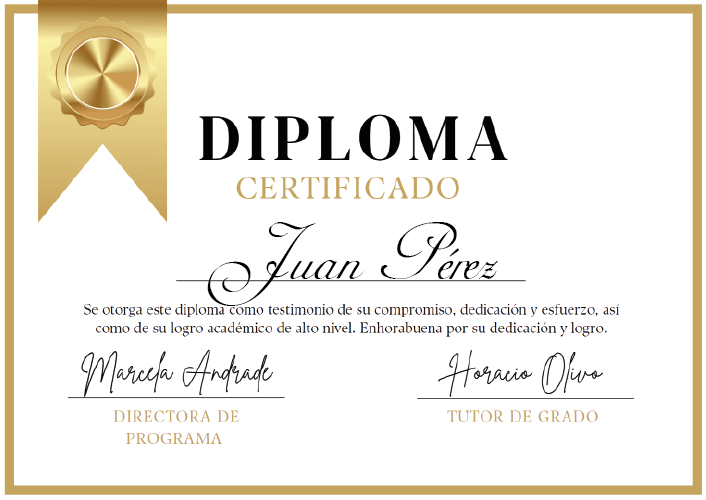 DIPLOMA
CERTIFICADO
Juan Pérez
Se otorga este diploma como testimonio de su compromiso, dedicación y esfuerzo, así
como de su logro académico de alto nivel. Enhorabuena por su dedicación y logro.
Marcela Andrade
Horacio Olivo
DIRECTORA DE
PROGRAMA
TUTOR DE GRADO